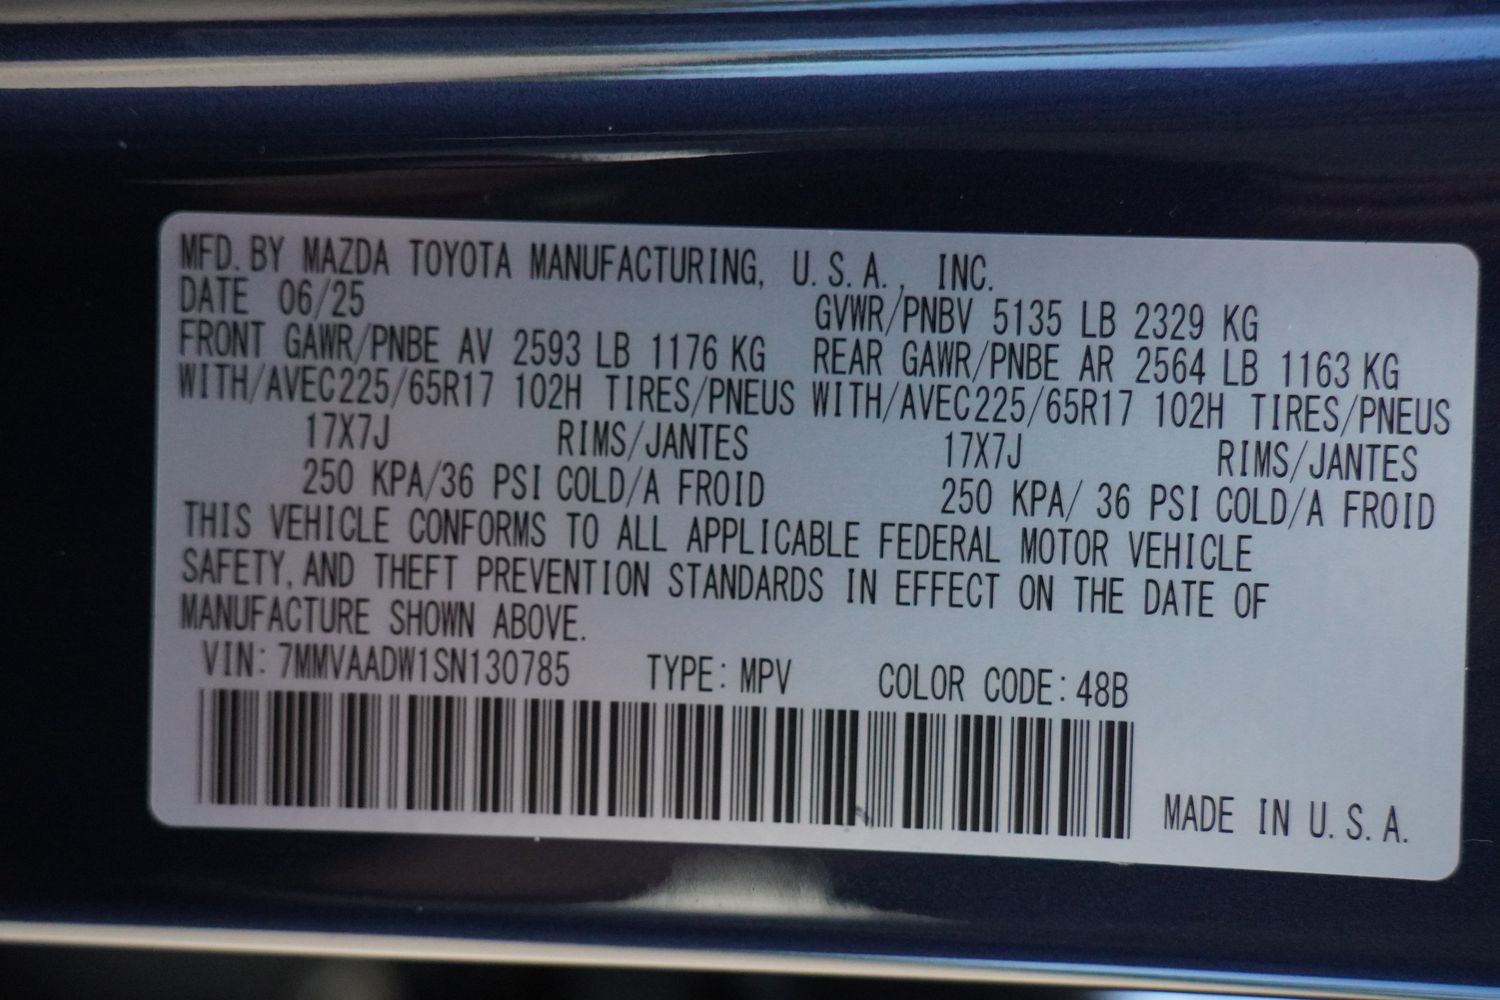 MFD. BY MAZDA TOYOTA MANUFACTURING, U.S.A., INC.
DATE 06/25 GVWR/PNBV 5135 LB 2329 KG
FRONT GAWR/PNBE AV 2593 LB 1176 KG REAR GAWR/PNBE AR 2564 LB 1163 KG
WITH/AVEC225/65R17 102H TIRES/PNEUS WITH/AVEC225/65R17 102H TIRES/PNEUS
17X7J RIMS/JANTES 17X7J RIMS/JANTES
250 KPA/36 PSI COLD/A FROID 250 KPA/ 36 PSI COLD/A FROID
THIS VEHICLE CONFORMS TO ALL APPLICABLE FEDERAL MOTOR VEHICLE
SAFETY, AND THEFT PREVENTION STANDARDS IN EFFECT ON THE DATE OF
MANUFACTURE SHOWN ABOVE.
VIN: 7MMVAADW1SN130785 TYPE: MPV COLOR CODE: 48B
MADE IN U.S.A.